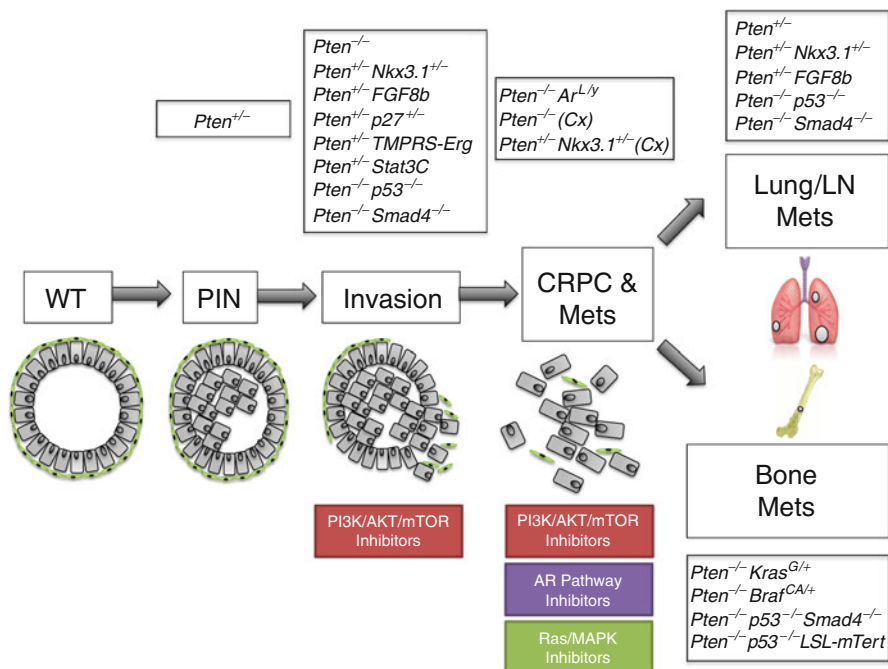 Pten+/–
Pten–/–
Pten+/– Nkx3.1+/–
Pten+/– FGF8b
Pten+/– p27+/–
Pten+/– TMPRS-Erg
Pten+/– Stat3C
Pten–/– p53–/–
Pten–/– Smad4–/–
Pten–/– ArL/y
Pten–/– (Cx)
Pten+/– Nkx3.1+/– (Cx)
Pten+/–
Pten+/– Nkx3.1+/–
Pten+/– FGF8b
Pten–/– p53–/–
Pten–/– Smad4–/–
Lung/LN
Mets
WT
PIN
Invasion
CRPC &
Mets
Bone
Mets
PI3K/AKT/mTOR
Inhibitors
PI3K/AKT/mTOR
Inhibitors
AR Pathway
Inhibitors
Ras/MAPK
Inhibitors
Pten–/– KrasG/+
Pten–/– BrafCA/+
Pten–/– p53–/– Smad4–/–
Pten–/– p53–/– LSL-mTert